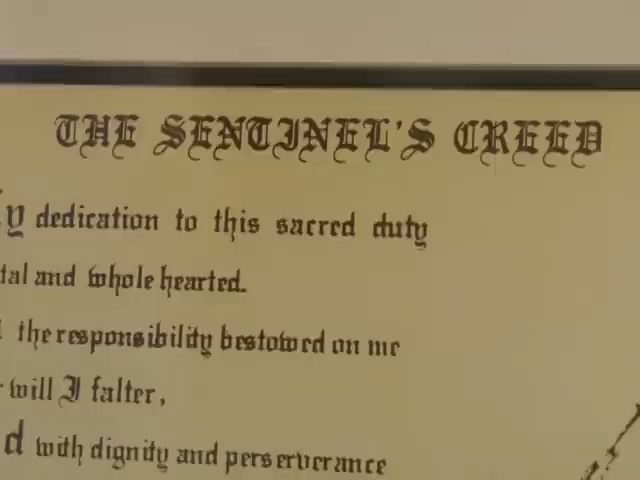 THE SENTINEL'S CREED
y dedication to this sacred duty
tal and whole hearted.
the responsibility bestowed on me
will I falter,
d with dignity and perserverance